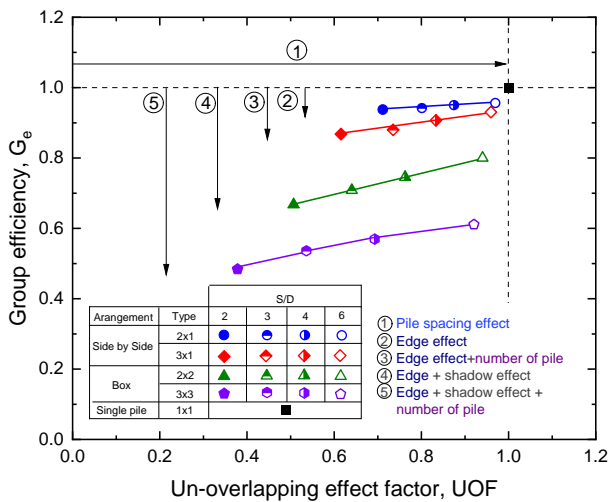 1.2
1.0
0.8
0.6
0.4
0.2
0.0
Group efficiency, Gₑ
①
⑤ ④ ③ ②
S/D
Arangement Type 2 3 4 6
Side by Side
2x1
3x1
Box
2x2
3x3
Single pile 1x1
① Pile spacing effect
② Edge effect
③ Edge effect+number of pile
④ Edge + shadow effect
⑤ Edge + shadow effect +
number of pile
0.0 0.2 0.4 0.6 0.8 1.0 1.2
Un-overlapping effect factor, UOF